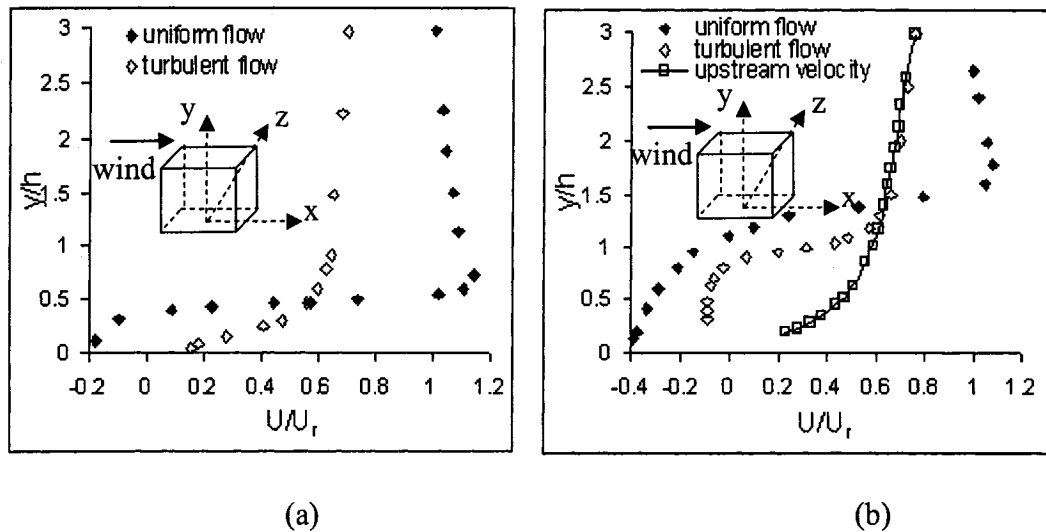 3
2.5
2
1.5
1
0.5
0
y/h
◆ uniform flow
◇ turbulent flow
y
z
wind
x
-0.2 0 0.2 0.4 0.6 0.8 1 1.2
U/Ur
(a)
3
2.5
2
1.5
1
0.5
0
y/h
◆ uniform flow
◇ turbulent flow
upstream velocity
y
z
wind
x
-0.4 -0.2 0 0.2 0.4 0.6 0.8 1 1.2
U/Ur
(b)